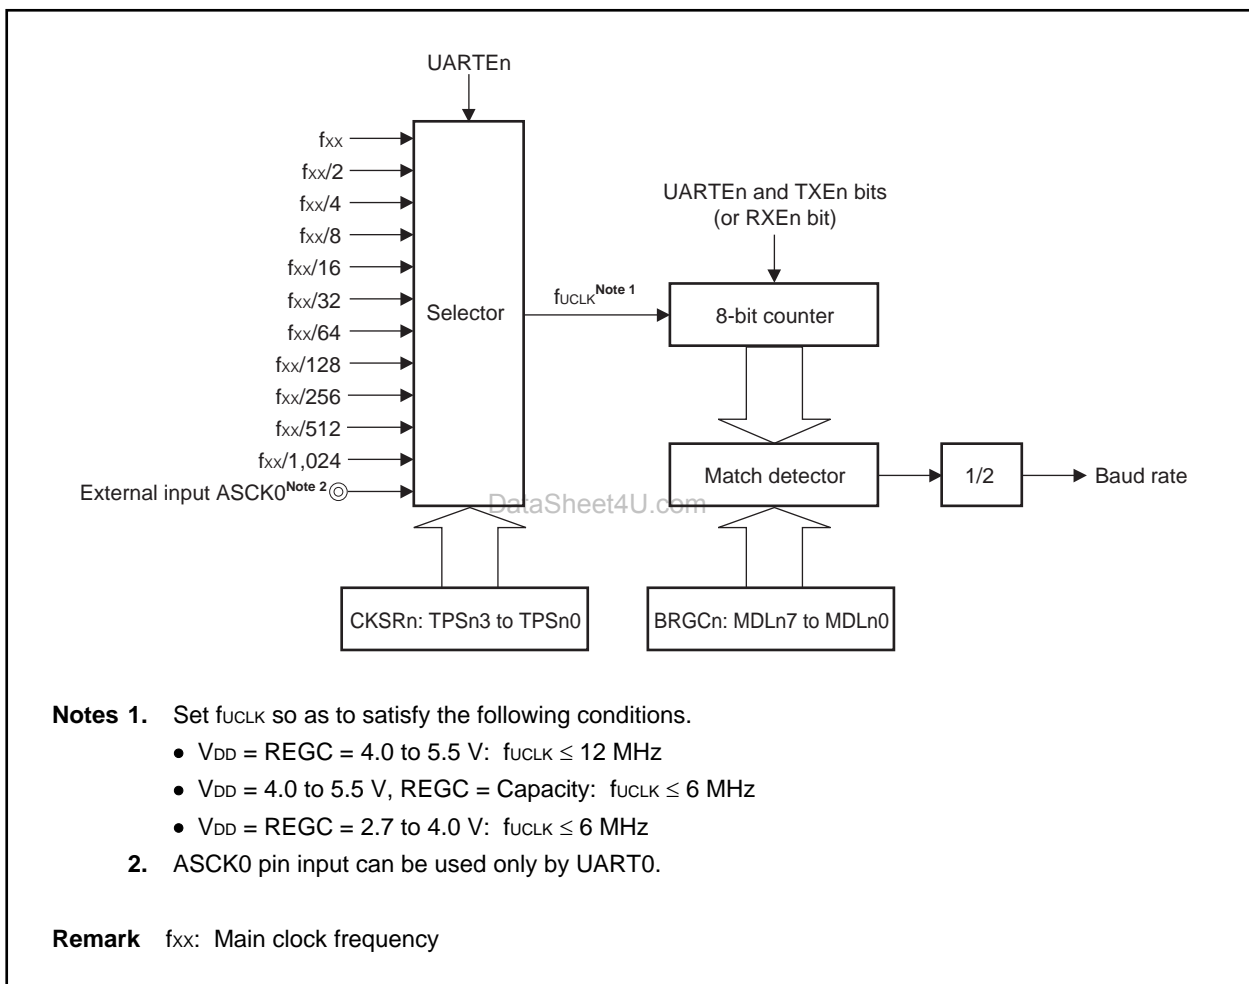 UARTEn
fXX
fXX/2
fXX/4
fXX/8
fXX/16
fXX/32
fXX/64
fXX/128
fXX/256
fXX/512
fXX/1,024
External input ASCK0Note 2
Selector
fUCLKNote 1
UARTEn and TXEn bits
(or RXEn bit)
8-bit counter
Match detector
1/2
Baud rate
DataSheet4U.com
CKSRn: TPSn3 to TPSn0
BRGCn: MDLn7 to MDLn0
Notes 1. Set fUCLK so as to satisfy the following conditions.
• VDD = REGC = 4.0 to 5.5 V: fUCLK ≤ 12 MHz
• VDD = 4.0 to 5.5 V, REGC = Capacity: fUCLK ≤ 6 MHz
• VDD = REGC = 2.7 to 4.0 V: fUCLK ≤ 6 MHz
2. ASCK0 pin input can be used only by UART0.
Remark fXX: Main clock frequency